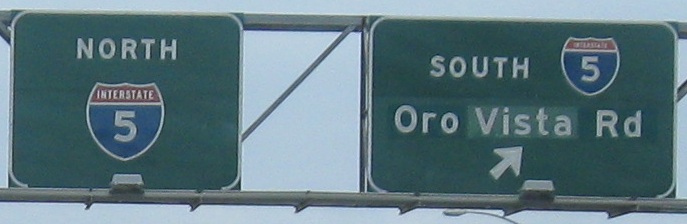 NORTH
INTERSTATE
5
SOUTH
INTERSTATE
5
Oro Vista Rd